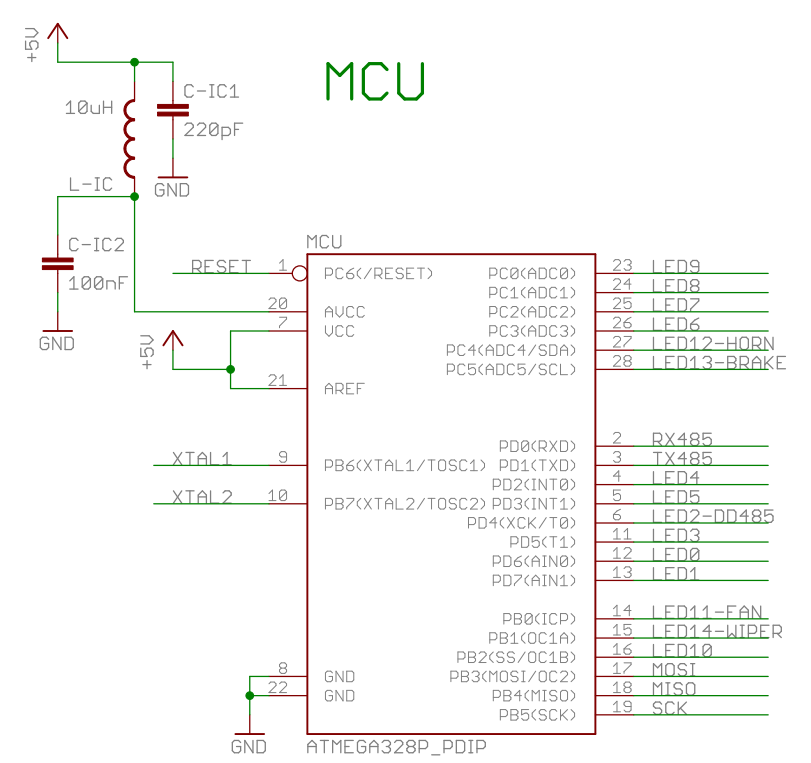 +5V
MCU
C-IC1
10uH
220pF
L-IC
GND
C-IC2
100nF
GND
MCU
RESET 1 PC6(/RESET) PC0(ADC0) 23 LED9
PC1(ADC1) 24 LED8
20 AVCC PC2(ADC2) 25 LED7
+5V 7 VCC PC3(ADC3) 26 LED6
PC4(ADC4/SDA) 27 LED12-HORN
PC5(ADC5/SCL) 28 LED13-BRAKE
21 AREF
PD0(RXD) 2 RX485
XTAL1 9 PB6(XTAL1/TOSC1) PD1(TXD) 3 TX485
PD2(INT0) 4 LED4
XTAL2 10 PB7(XTAL2/TOSC2) PD3(INT1) 5 LED5
PD4(XCK/T0) 6 LED2-DD485
PD5(T1) 11 LED3
PD6(AIN0) 12 LED0
PD7(AIN1) 13 LED1
PB0(ICP) 14 LED11-FAN
PB1(OC1A) 15 LED14-WIPER
PB2(SS/OC1B) 16 LED10
8 GND PB3(MOSI/OC2) 17 MOSI
22 GND PB4(MISO) 18 MISO
PB5(SCK) 19 SCK
GND
ATMEGA328P_PDIP